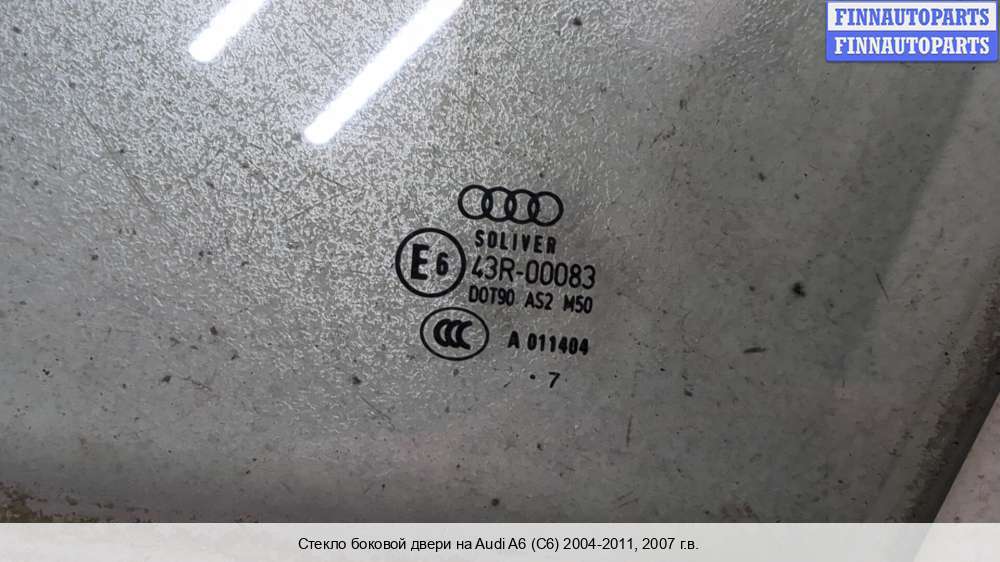 FINNAUTOPARTS
FINNAUTOPARTS
SOLIVER
E6 43R-00083
DOT90 AS2 M50
CCC A 011404
. 7
Стекло боковой двери на Audi A6 (C6) 2004-2011, 2007 г.в.